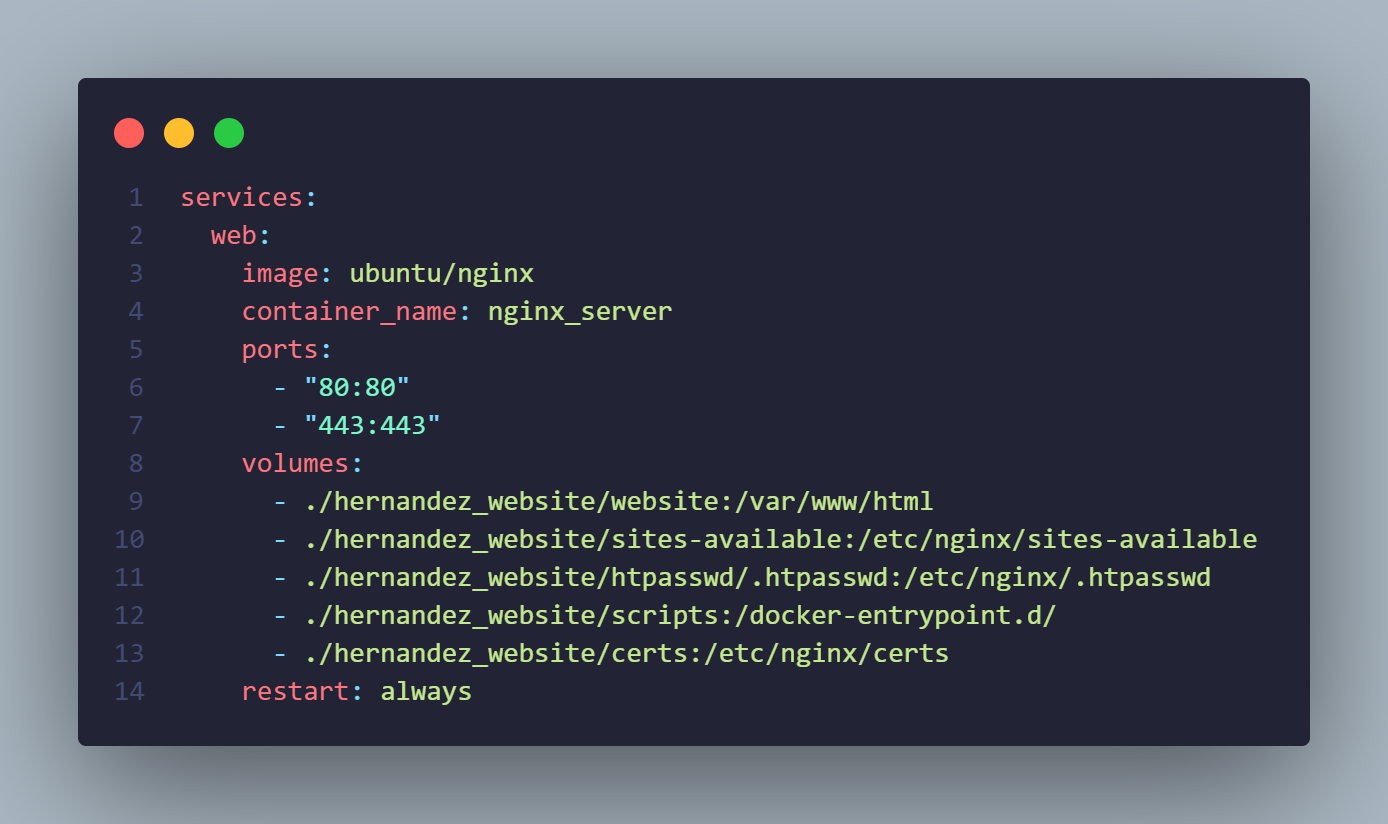 1 services:
2   web:
3     image: ubuntu/nginx
4     container_name: nginx_server
5     ports:
6       - "80:80"
7       - "443:443"
8     volumes:
9       - ./hernandez_website/website:/var/www/html
10       - ./hernandez_website/sites-available:/etc/nginx/sites-available
11       - ./hernandez_website/htpasswd/.htpasswd:/etc/nginx/.htpasswd
12       - ./hernandez_website/scripts:/docker-entrypoint.d/
13       - ./hernandez_website/certs:/etc/nginx/certs
14     restart: always